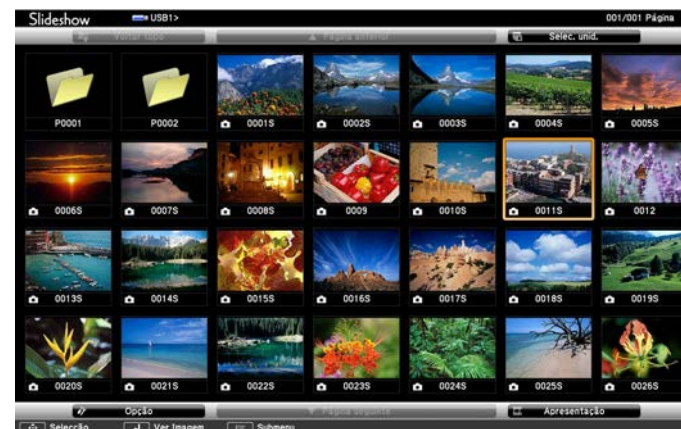 Slideshow USB1> 001/001 Página
Voltar topo Página anterior Selec. unid.
P0001 P0002 0001S 0002S 0003S 0004S 0005S
0006S 0007S 0008S 0009 0010S 0011S 0012
0013S 0014S 0015S 0016S 0017S 0018S 0019S
0020S 0021S 0022S 0023S 0024S 0025S 0026S
Opção Página seguinte Apresentação
Selecção Ver Imagem Submenu